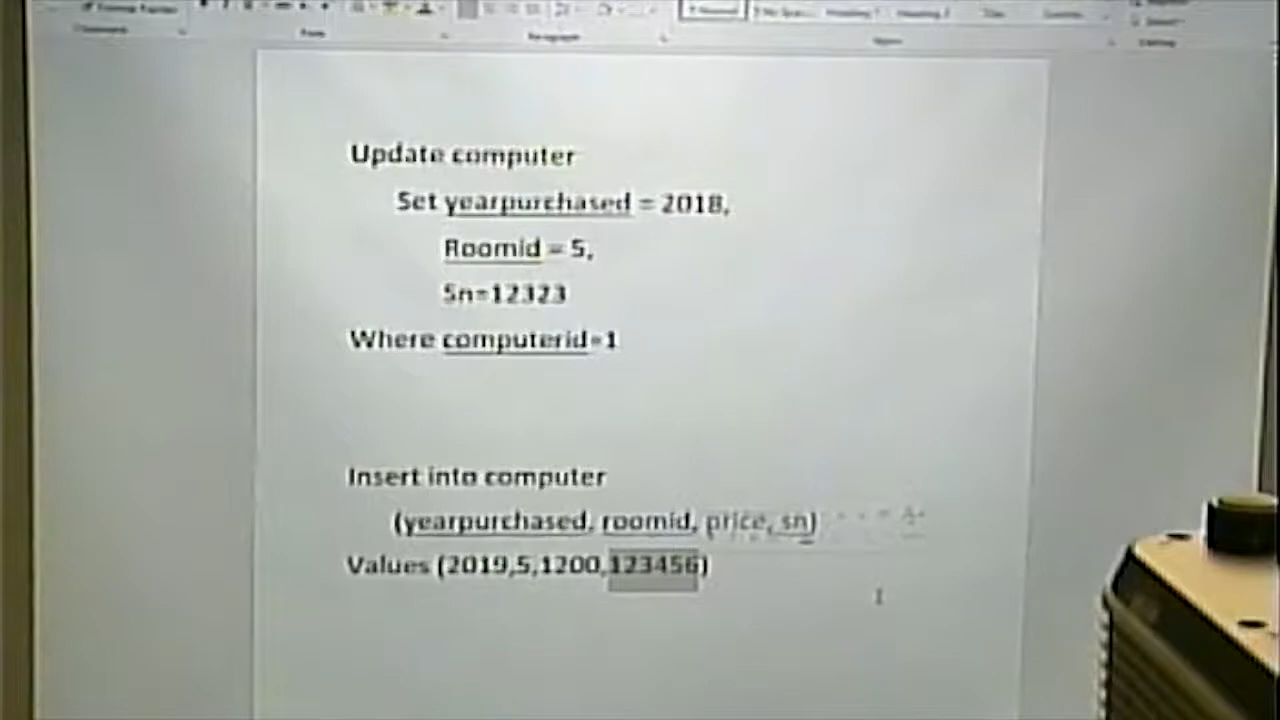 Paragraph
Update computer
Set yearpurchased = 2018,
Roomid = 5,
Sn=12323
Where computerid=1
Insert into computer
(yearpurchased, roomid, price, sn)
Values (2019,5,1200,123456)